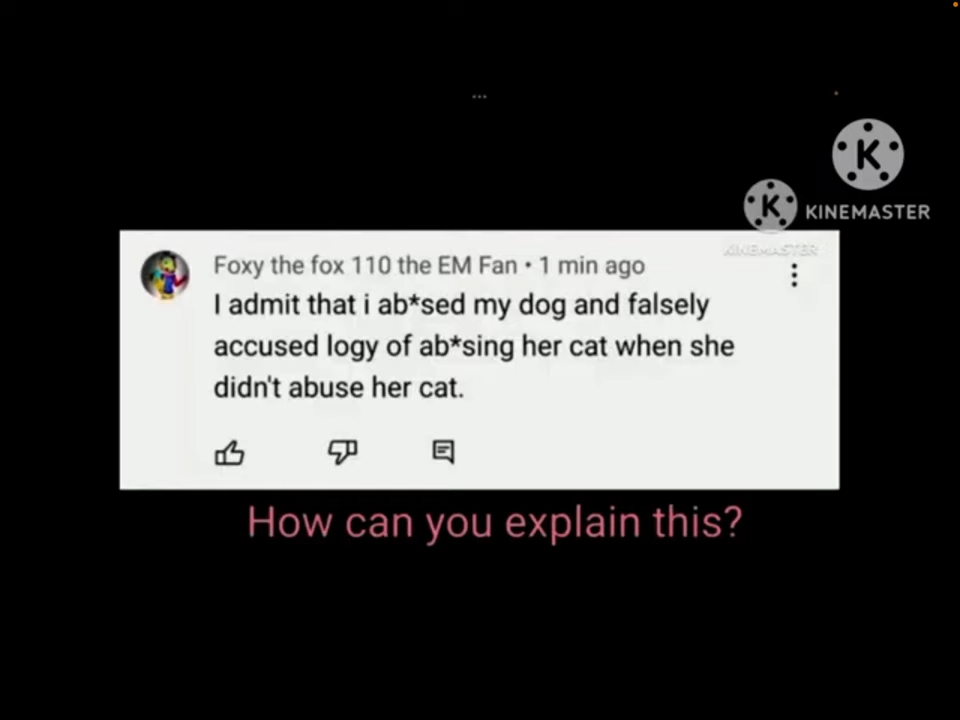 ...
K
KINEMASTER
K
KINEMASTER
Foxy the fox 110 the EM Fan • 1 min ago
I admit that i ab*sed my dog and falsely
accused logy of ab*sing her cat when she
didn't abuse her cat.
How can you explain this?